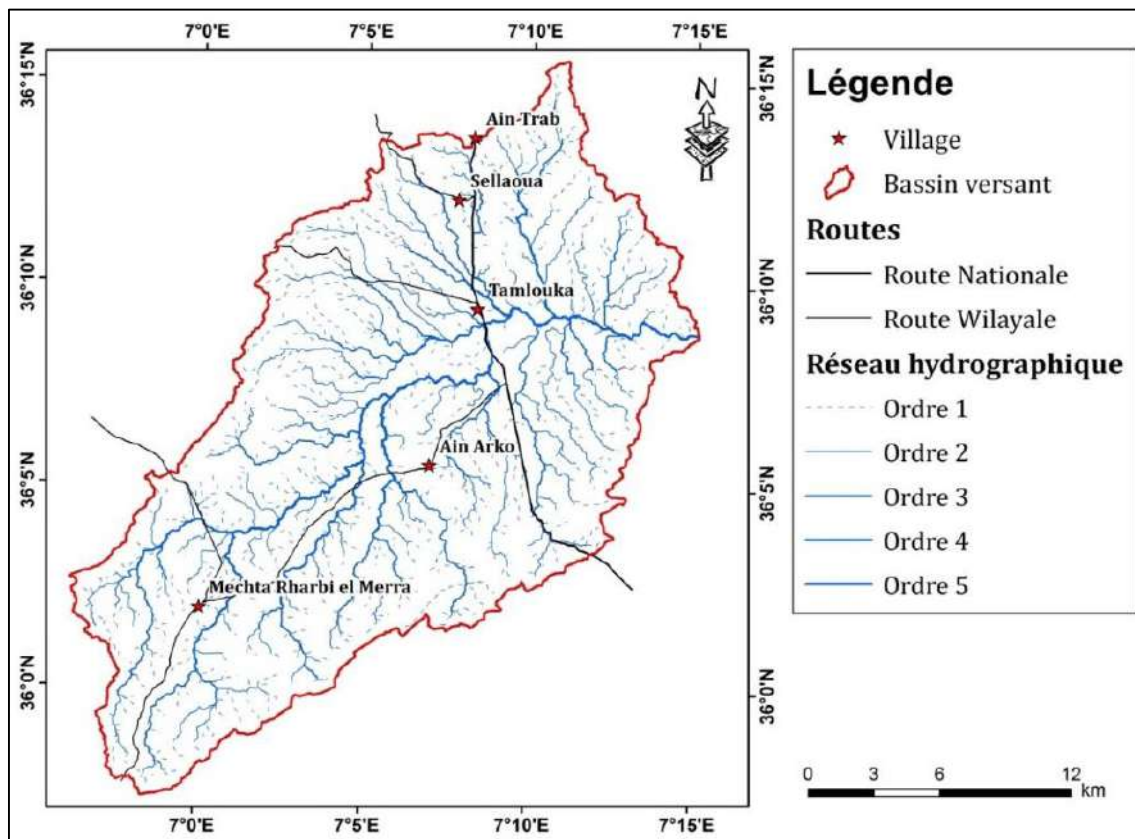 7°0'E 7°5'E 7°10'E 7°15'E
36°15'N 36°15'N
N
Ain Trab
Sellaoua
36°10'N 36°10'N
Tamlouka
Ain Arko
36°5'N 36°5'N
Mechta Rharbi el Merra
36°0'N 36°0'N
7°0'E 7°5'E 7°10'E 7°15'E
Légende
Village
Bassin versant
Routes
Route Nationale
Route Wilayale
Réseau hydrographique
Ordre 1
Ordre 2
Ordre 3
Ordre 4
Ordre 5
0 3 6 12
km